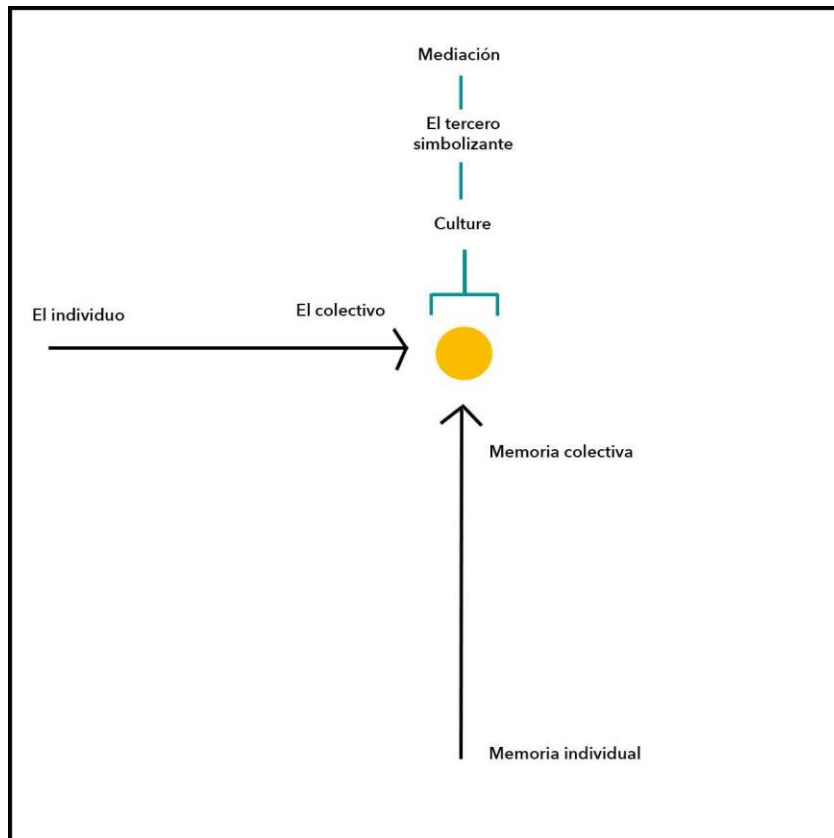 Mediación
El tercero
simbolizante
Culture
El individuo
El colectivo
Memoria colectiva
Memoria individual